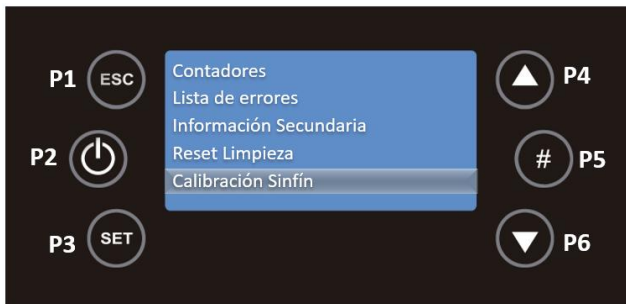 P1
ESC
P2
P3
SET
Contadores
Lista de errores
Información Secundaria
Reset Limpieza
Calibración Sinfín
P4
#
P5
P6